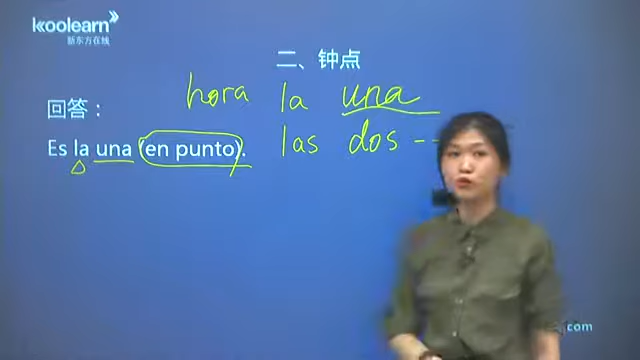 koolearn
新东方在线
二、钟点
hora la una
回答：
las dos --
Es la una (en punto).
.com